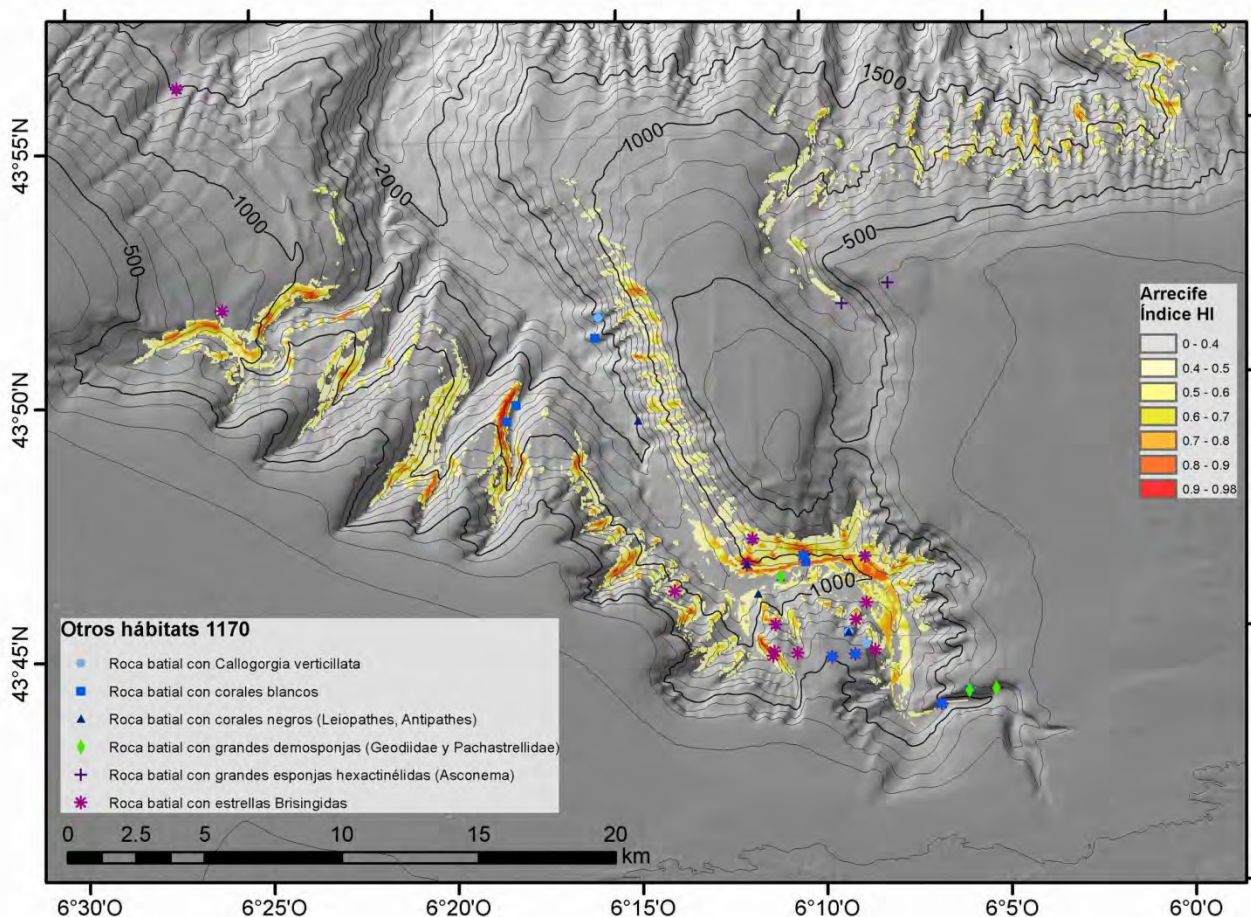 1500
1000
2000
1000
500
500
1000
43°55'N
43°50'N
43°45'N
Arrecife
Índice HI
0 - 0.4
0.4 - 0.5
0.5 - 0.6
0.6 - 0.7
0.7 - 0.8
0.8 - 0.9
0.9 - 0.98
Otros hábitats 1170
Roca batial con Callogorgia verticillata
Roca batial con corales blancos
Roca batial con corales negros (Leiopathes, Antipathes)
Roca batial con grandes demosponjas (Geodiidae y Pachastrellidae)
Roca batial con grandes esponjas hexactinélidas (Asconema)
Roca batial con estrellas Brisingidas
0 2.5 5 10 15 20
km
6°30'O 6°25'O 6°20'O 6°15'O 6°10'O 6°5'O 6°0'O